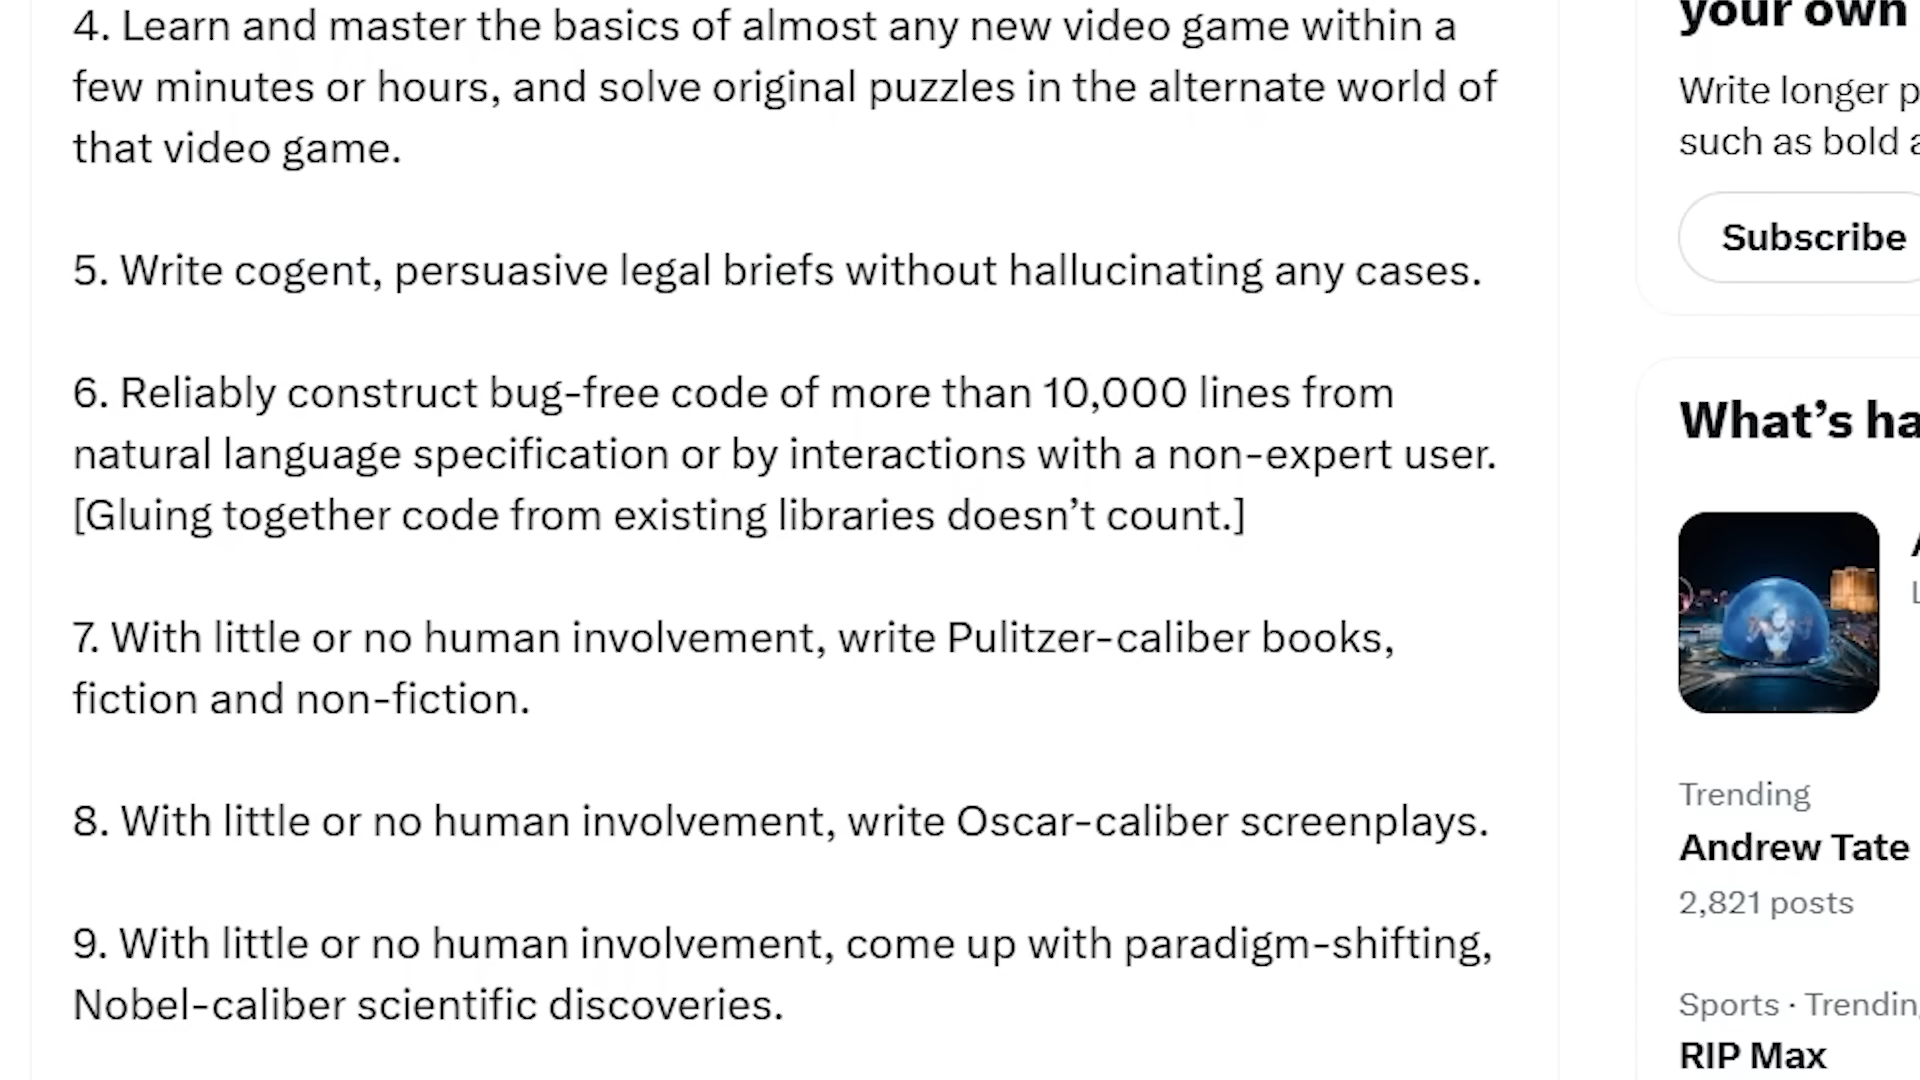 4. Learn and master the basics of almost any new video game within a
few minutes or hours, and solve original puzzles in the alternate world of
that video game.
5. Write cogent, persuasive legal briefs without hallucinating any cases.
6. Reliably construct bug-free code of more than 10,000 lines from
natural language specification or by interactions with a non-expert user.
[Gluing together code from existing libraries doesn’t count.]
7. With little or no human involvement, write Pulitzer-caliber books,
fiction and non-fiction.
8. With little or no human involvement, write Oscar-caliber screenplays.
9. With little or no human involvement, come up with paradigm-shifting,
Nobel-caliber scientific discoveries.
your own
Write longer
such as bold
Subscribe
What’s
Trending
Andrew Tate
2,821 posts
Sports ·
RIP Max